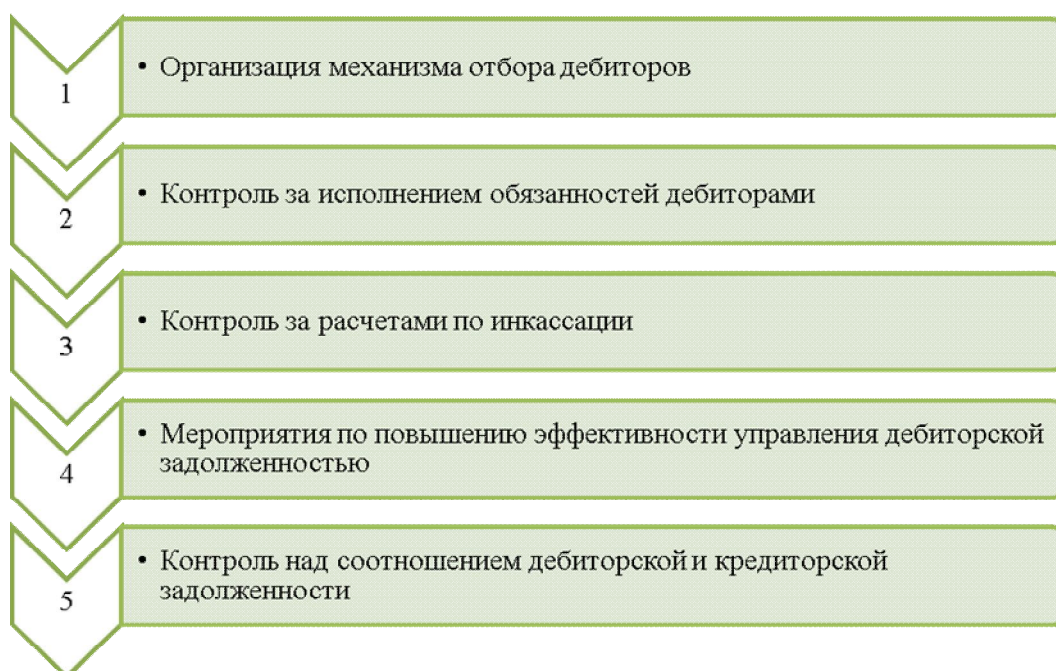 1
• Организация механизма отбора дебиторов
2
• Контроль за исполнением обязанностей дебиторами
3
• Контроль за расчетами по инкассации
4
• Мероприятия по повышению эффективности управления дебиторской
задолженностью
5
• Контроль над соотношением дебиторской и кредиторской
задолженности